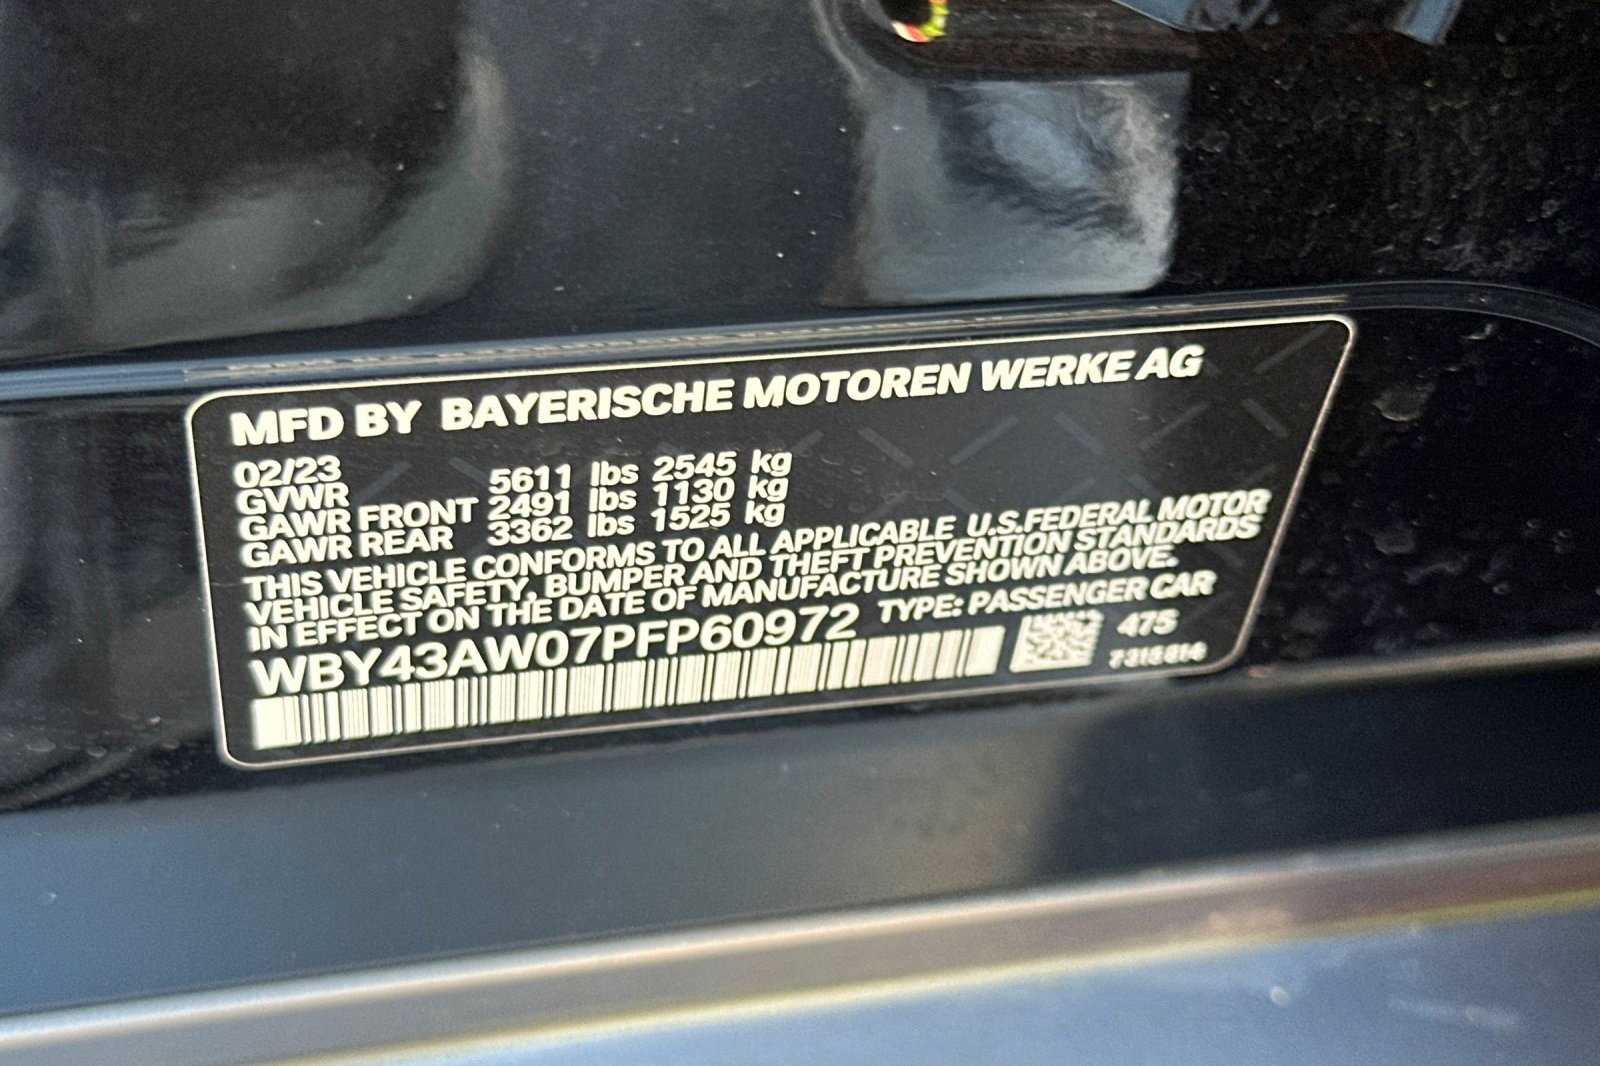 MFD BY BAYERISCHE MOTOREN WERKE AG
02/23
GVWR 5611 lbs 2545 kg
GAWR FRONT 2491 lbs 1130 kg
GAWR REAR 3362 lbs 1525 kg
THIS VEHICLE CONFORMS TO ALL APPLICABLE U.S.FEDERAL MOTOR
VEHICLE SAFETY, BUMPER AND THEFT PREVENTION STANDARDS
IN EFFECT ON THE DATE OF MANUFACTURE SHOWN ABOVE.
WBY43AW07PFP60972 TYPE: PASSENGER CAR
475